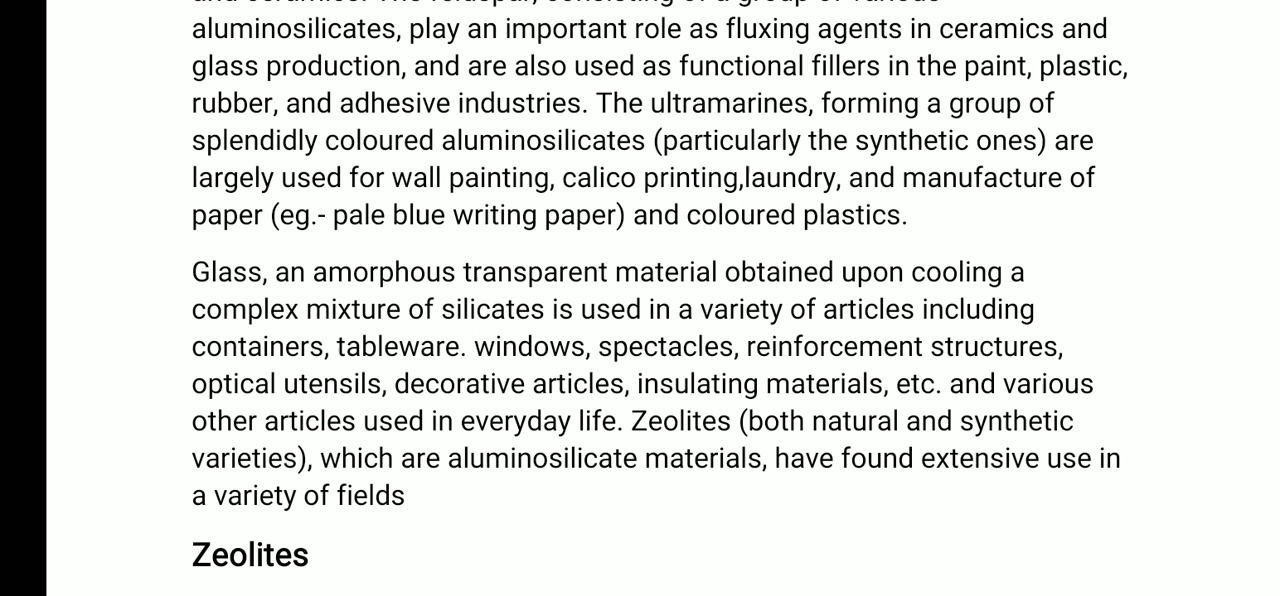 aluminosilicates, play an important role as fluxing agents in ceramics and
glass production, and are also used as functional fillers in the paint, plastic,
rubber, and adhesive industries. The ultramarines, forming a group of
splendidly coloured aluminosilicates (particularly the synthetic ones) are
largely used for wall painting, calico printing,laundry, and manufacture of
paper (eg.- pale blue writing paper) and coloured plastics.
Glass, an amorphous transparent material obtained upon cooling a
complex mixture of silicates is used in a variety of articles including
containers, tableware. windows, spectacles, reinforcement structures,
optical utensils, decorative articles, insulating materials, etc. and various
other articles used in everyday life. Zeolites (both natural and synthetic
varieties), which are aluminosilicate materials, have found extensive use in
a variety of fields
Zeolites